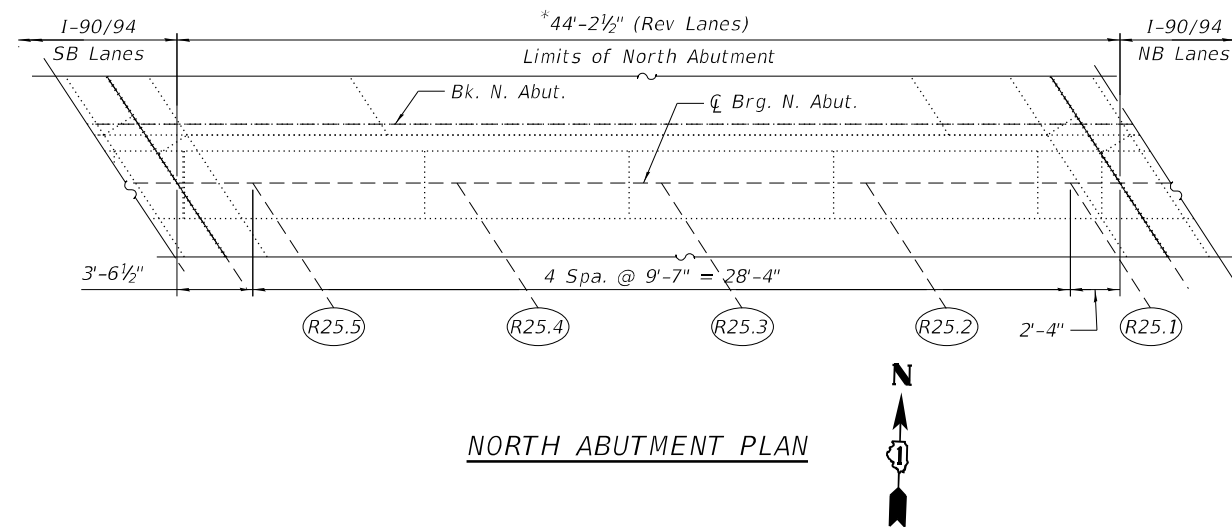 I-90/94
SB Lanes
*44'-2½" (Rev Lanes)
Limits of North Abutment
I-90/94
NB Lanes
Bk. N. Abut.
℄ Brg. N. Abut.
3'-6½"
4 Spa. @ 9'-7" = 28'-4"
2'-4"
R25.5
R25.4
R25.3
R25.2
R25.1
N
1
NORTH ABUTMENT PLAN